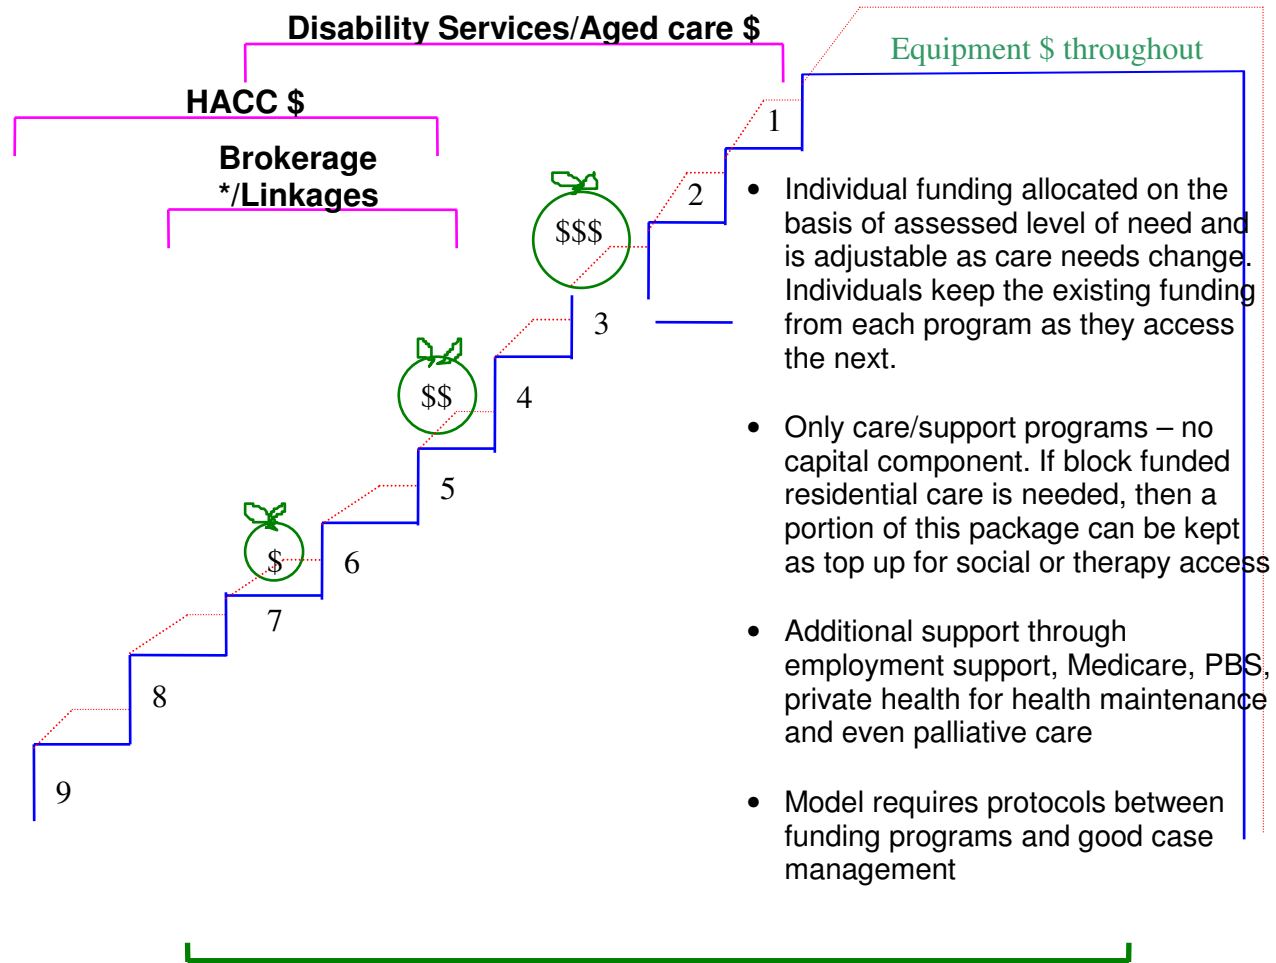 Disability Services/Aged care $
Equipment $ throughout
HACC $
Brokerage
*/Linkages
1
2
$$$
3
$$
4
5
$
6
7
8
9
• Individual funding allocated on the
basis of assessed level of need and
is adjustable as care needs change.
Individuals keep the existing funding
from each program as they access
the next.
• Only care/support programs – no
capital component. If block funded
residential care is needed, then a
portion of this package can be kept
as top up for social or therapy access
• Additional support through
employment support, Medicare, PBS,
private health for health maintenance
and even palliative care
• Model requires protocols between
funding programs and good case
management